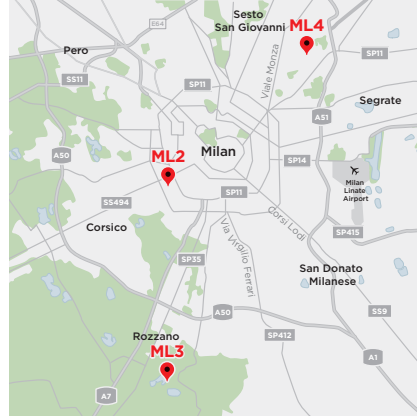 Sesto
San Giovanni
ML4
E64
Pero
SS11
SP11
Viale Monza
SP11
Segrate
A51
A50
ML2
Milan
SP14
Milan
Linate
Airport
SS494
SP11
Corsi Lodi
Corsico
Via Virgilio Ferrari
SP415
SP35
San Donato
Milanese
A50
SS9
Rozzano
ML3
SP412
A1
A7